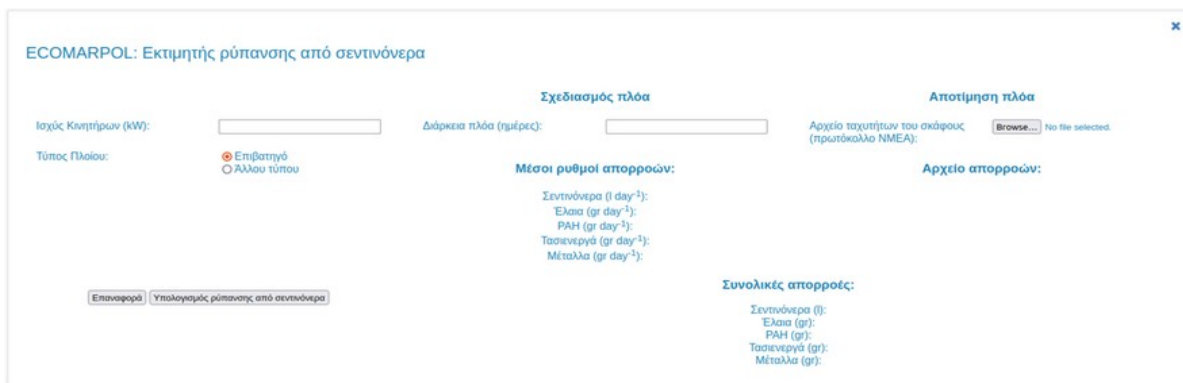 ×
ECOMARPOL: Εκτιμητής ρύπανσης από σεντινόνερα
Σχεδιασμός πλόα
Αποτίμηση πλόα
Ισχύς Κινητήρων (kW):
Διάρκεια πλόα (ημέρες):
Αρχείο ταχυτήτων του σκάφους
(πρωτόκολλο NMEA):
Browse... No file selected.
Τύπος Πλοίου:
Επιβατηγό
Άλλου τύπου
Μέσοι ρυθμοί απορροών:
Αρχείο απορροών:
Σεντινόνερα (l day-1):
Έλαια (gr day-1):
PAH (gr day-1):
Τασιενεργά (gr day-1):
Μέταλλα (gr day-1):
Επαναφορά Υπολογισμός ρύπανσης από σεντινόνερα
Συνολικές απορροές:
Σεντινόνερα (l):
Έλαια (gr):
PAH (gr):
Τασιενεργά (gr):
Μέταλλα (gr):